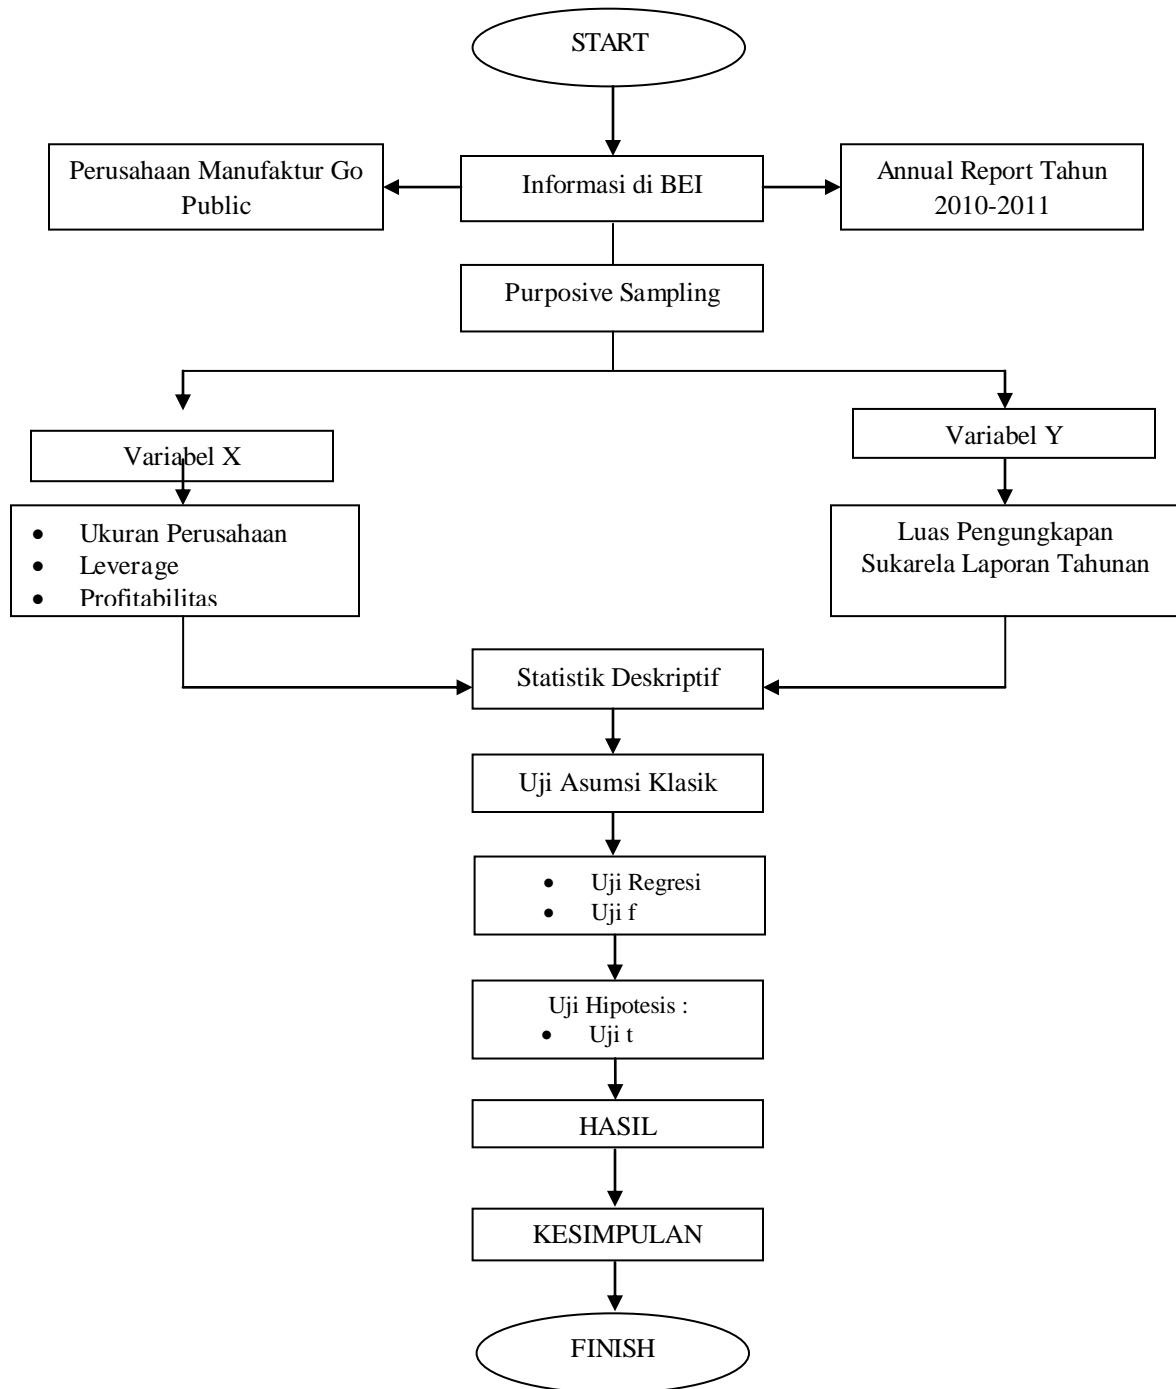 START
Perusahaan Manufaktur Go
Public
Informasi di BEI
Annual Report Tahun
2010-2011
Purposive Sampling
Variabel X
Variabel Y
• Ukuran Perusahaan
• Leverage
• Profitabilitas
Luas Pengungkapan
Sukarela Laporan Tahunan
Statistik Deskriptif
Uji Asumsi Klasik
• Uji Regresi
• Uji f
Uji Hipotesis :
• Uji t
HASIL
KESIMPULAN
FINISH